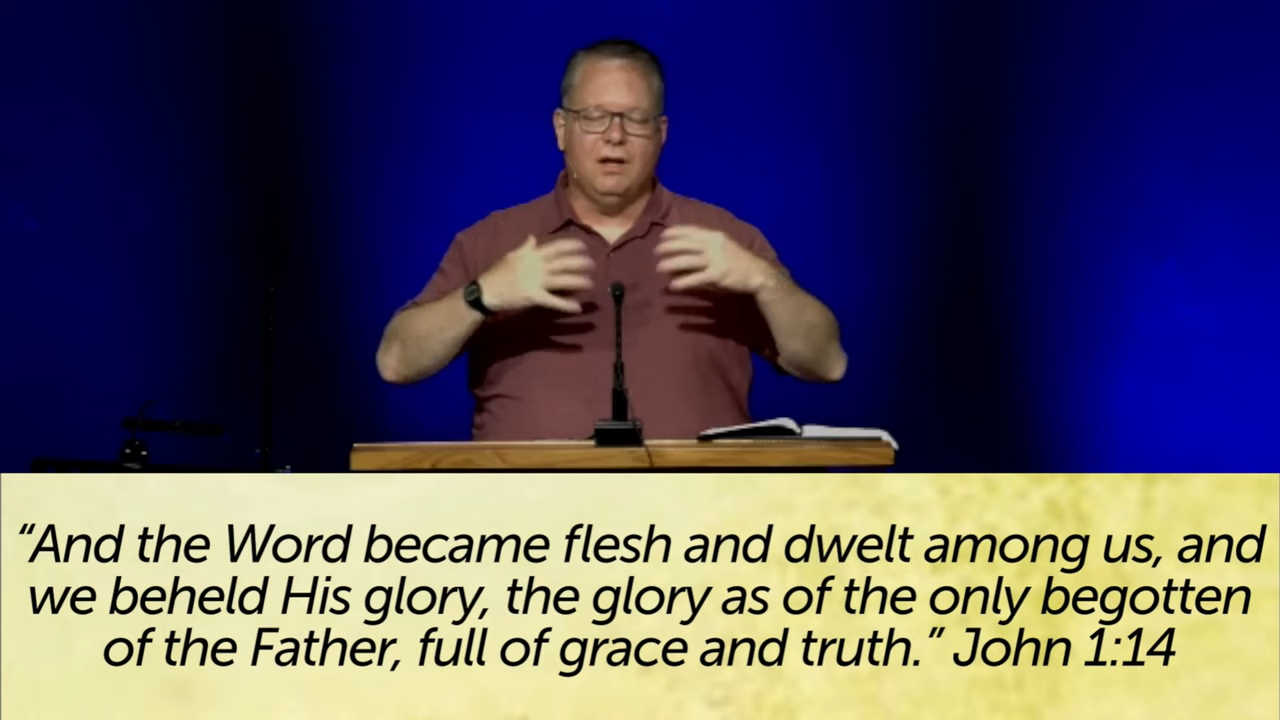 “And the Word became flesh and dwelt among us, and
we beheld His glory, the glory as of the only begotten
of the Father, full of grace and truth.” John 1:14